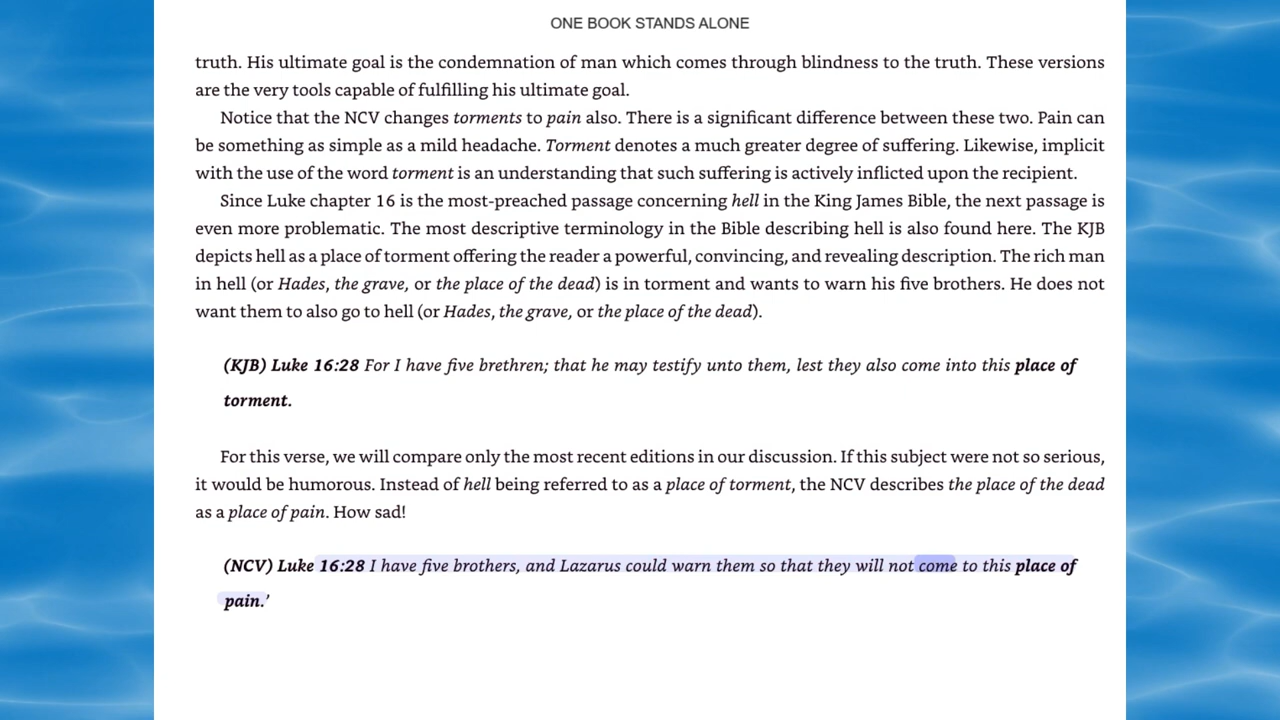 ONE BOOK STANDS ALONE
truth. His ultimate goal is the condemnation of man which comes through blindness to the truth. These versions
are the very tools capable of fulfilling his ultimate goal.
Notice that the NCV changes torments to pain also. There is a significant difference between these two. Pain can
be something as simple as a mild headache. Torment denotes a much greater degree of suffering. Likewise, implicit
with the use of the word torment is an understanding that such suffering is actively inflicted upon the recipient.
Since Luke chapter 16 is the most-preached passage concerning hell in the King James Bible, the next passage is
even more problematic. The most descriptive terminology in the Bible describing hell is also found here. The KJB
depicts hell as a place of torment offering the reader a powerful, convincing, and revealing description. The rich man
in hell (or Hades, the grave, or the place of the dead) is in torment and wants to warn his five brothers. He does not
want them to also go to hell (or Hades, the grave, or the place of the dead).
(KJB) Luke 16:28 For I have five brethren; that he may testify unto them, lest they also come into this place of
torment.
For this verse, we will compare only the most recent editions in our discussion. If this subject were not so serious,
it would be humorous. Instead of hell being referred to as a place of torment, the NCV describes the place of the dead
as a place of pain. How sad!
(NCV) Luke 16:28 I have five brothers, and Lazarus could warn them so that they will not come to this place of
pain.’